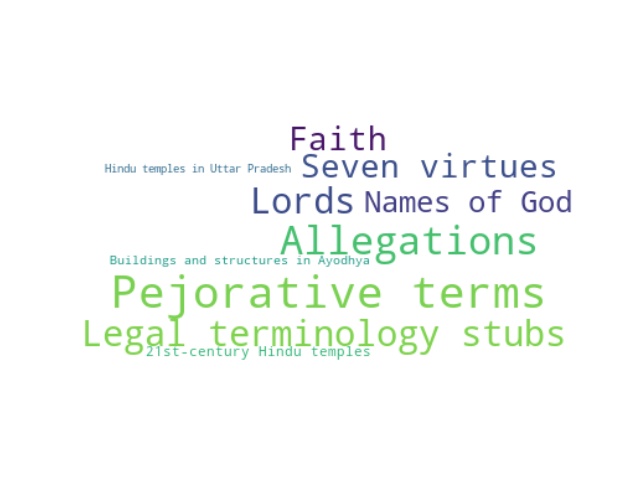 Faith
Hindu temples in Uttar Pradesh Seven virtues
Lords Names of God
Allegations
Buildings and structures in Ayodhya
Pejorative terms
Legal terminology stubs
21st-century Hindu temples